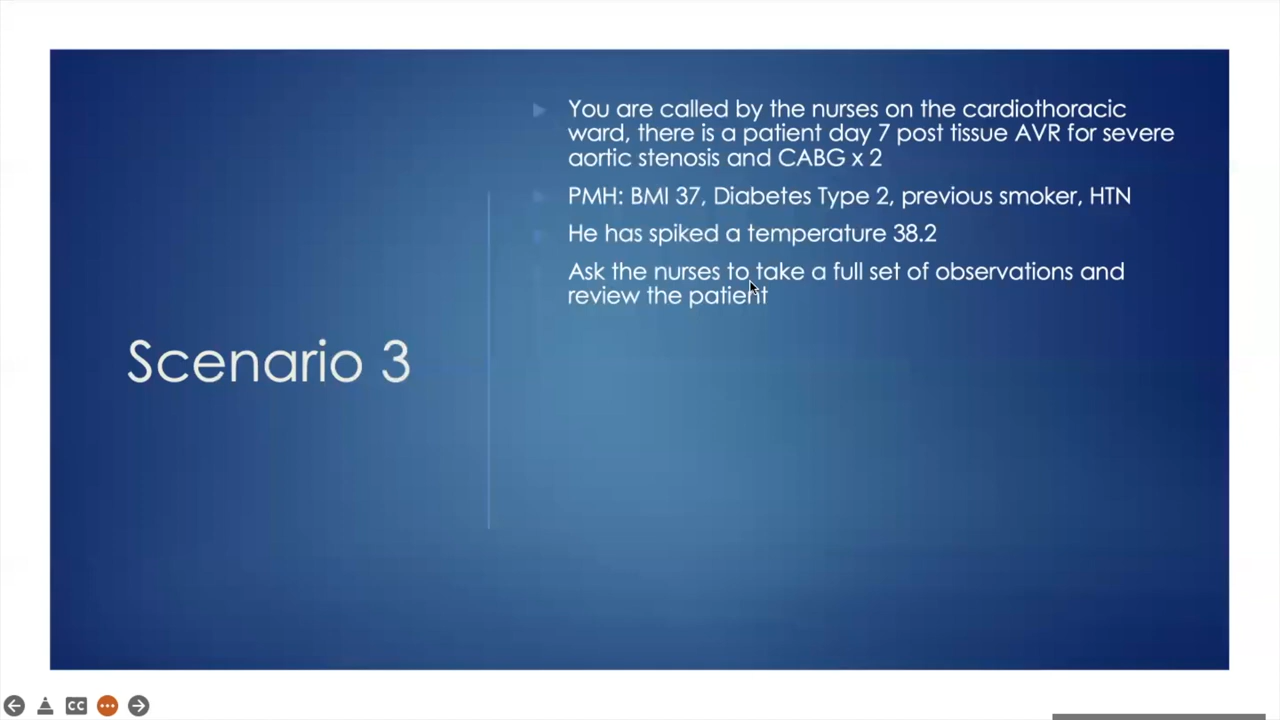 You are called by the nurses on the cardiothoracic
ward, there is a patient day 7 post tissue AVR for severe
aortic stenosis and CABG x 2
PMH: BMI 37, Diabetes Type 2, previous smoker, HTN
He has spiked a temperature 38.2
Ask the nurses to take a full set of observations and
review the patient
Scenario 3
CC